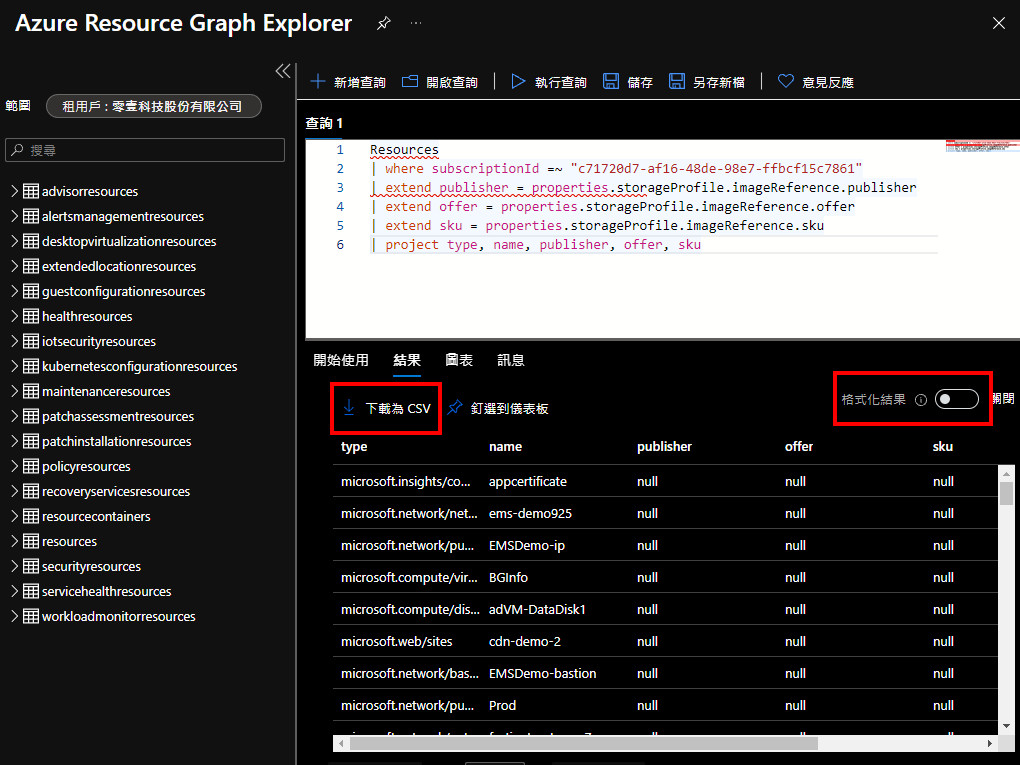 Azure Resource Graph Explorer
範圍
租用戶 : 零壹科技股份有限公司
搜尋
advisorresources
alertsmanagementresources
desktopvirtualizationresources
extendedlocationresources
guestconfigurationresources
healthresources
iotsecurityresources
kubernetesconfigurationresources
maintenanceresources
patchassessmentresources
patchinstallationresources
policyresources
recoveryservicesresources
resourcecontainers
resources
securityresources
servicehealthresources
workloadmonitorresources
新增查詢 開啟查詢 執行查詢 儲存 另存新檔 意見反應
查詢 1
1 Resources
2 | where subscriptionId =~ "c71720d7-af16-48de-98e7-ffbcf15c7861"
3 | extend publisher = properties.storageProfile.imageReference.publisher
4 | extend offer = properties.storageProfile.imageReference.offer
5 | extend sku = properties.storageProfile.imageReference.sku
6 | project type, name, publisher, offer, sku
開始使用 結果 圖表 訊息
下載為 CSV 釘選到儀表板 格式化結果 關閉
type name publisher offer sku
microsoft.insights/co... appcertificate null null null
microsoft.network/net... ems-demo925 null null null
microsoft.network/pu... EMSDemo-ip null null null
microsoft.compute/vir... BGInfo null null null
microsoft.compute/dis... adVM-DataDisk1 null null null
microsoft.web/sites cdn-demo-2 null null null
microsoft.network/bas... EMSDemo-bastion null null null
microsoft.network/pu... Prod null null null